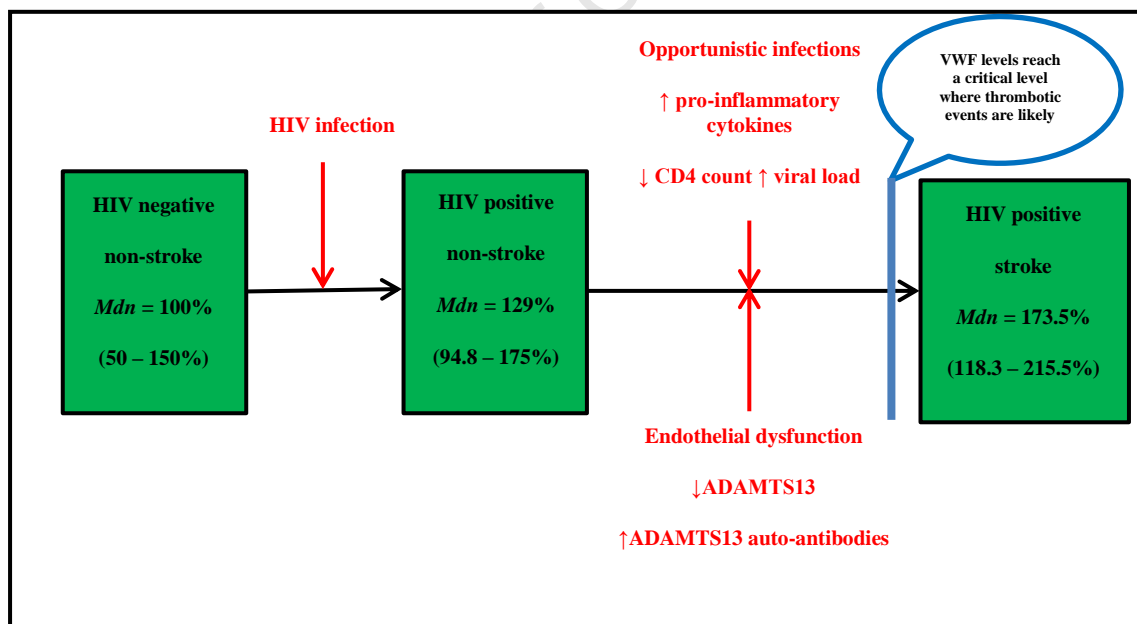 HIV negative
non-stroke
Mdn = 100%
(50 – 150%)
HIV infection
HIV positive
non-stroke
Mdn = 129%
(94.8 – 175%)
Opportunistic infections
↑ pro-inflammatory
cytokines
↓ CD4 count ↑ viral load
Endothelial dysfunction
↓ADAMTS13
↑ADAMTS13 auto-antibodies
VWF levels reach
a critical level
where thrombotic
events are likely
HIV positive
stroke
Mdn = 173.5%
(118.3 – 215.5%)